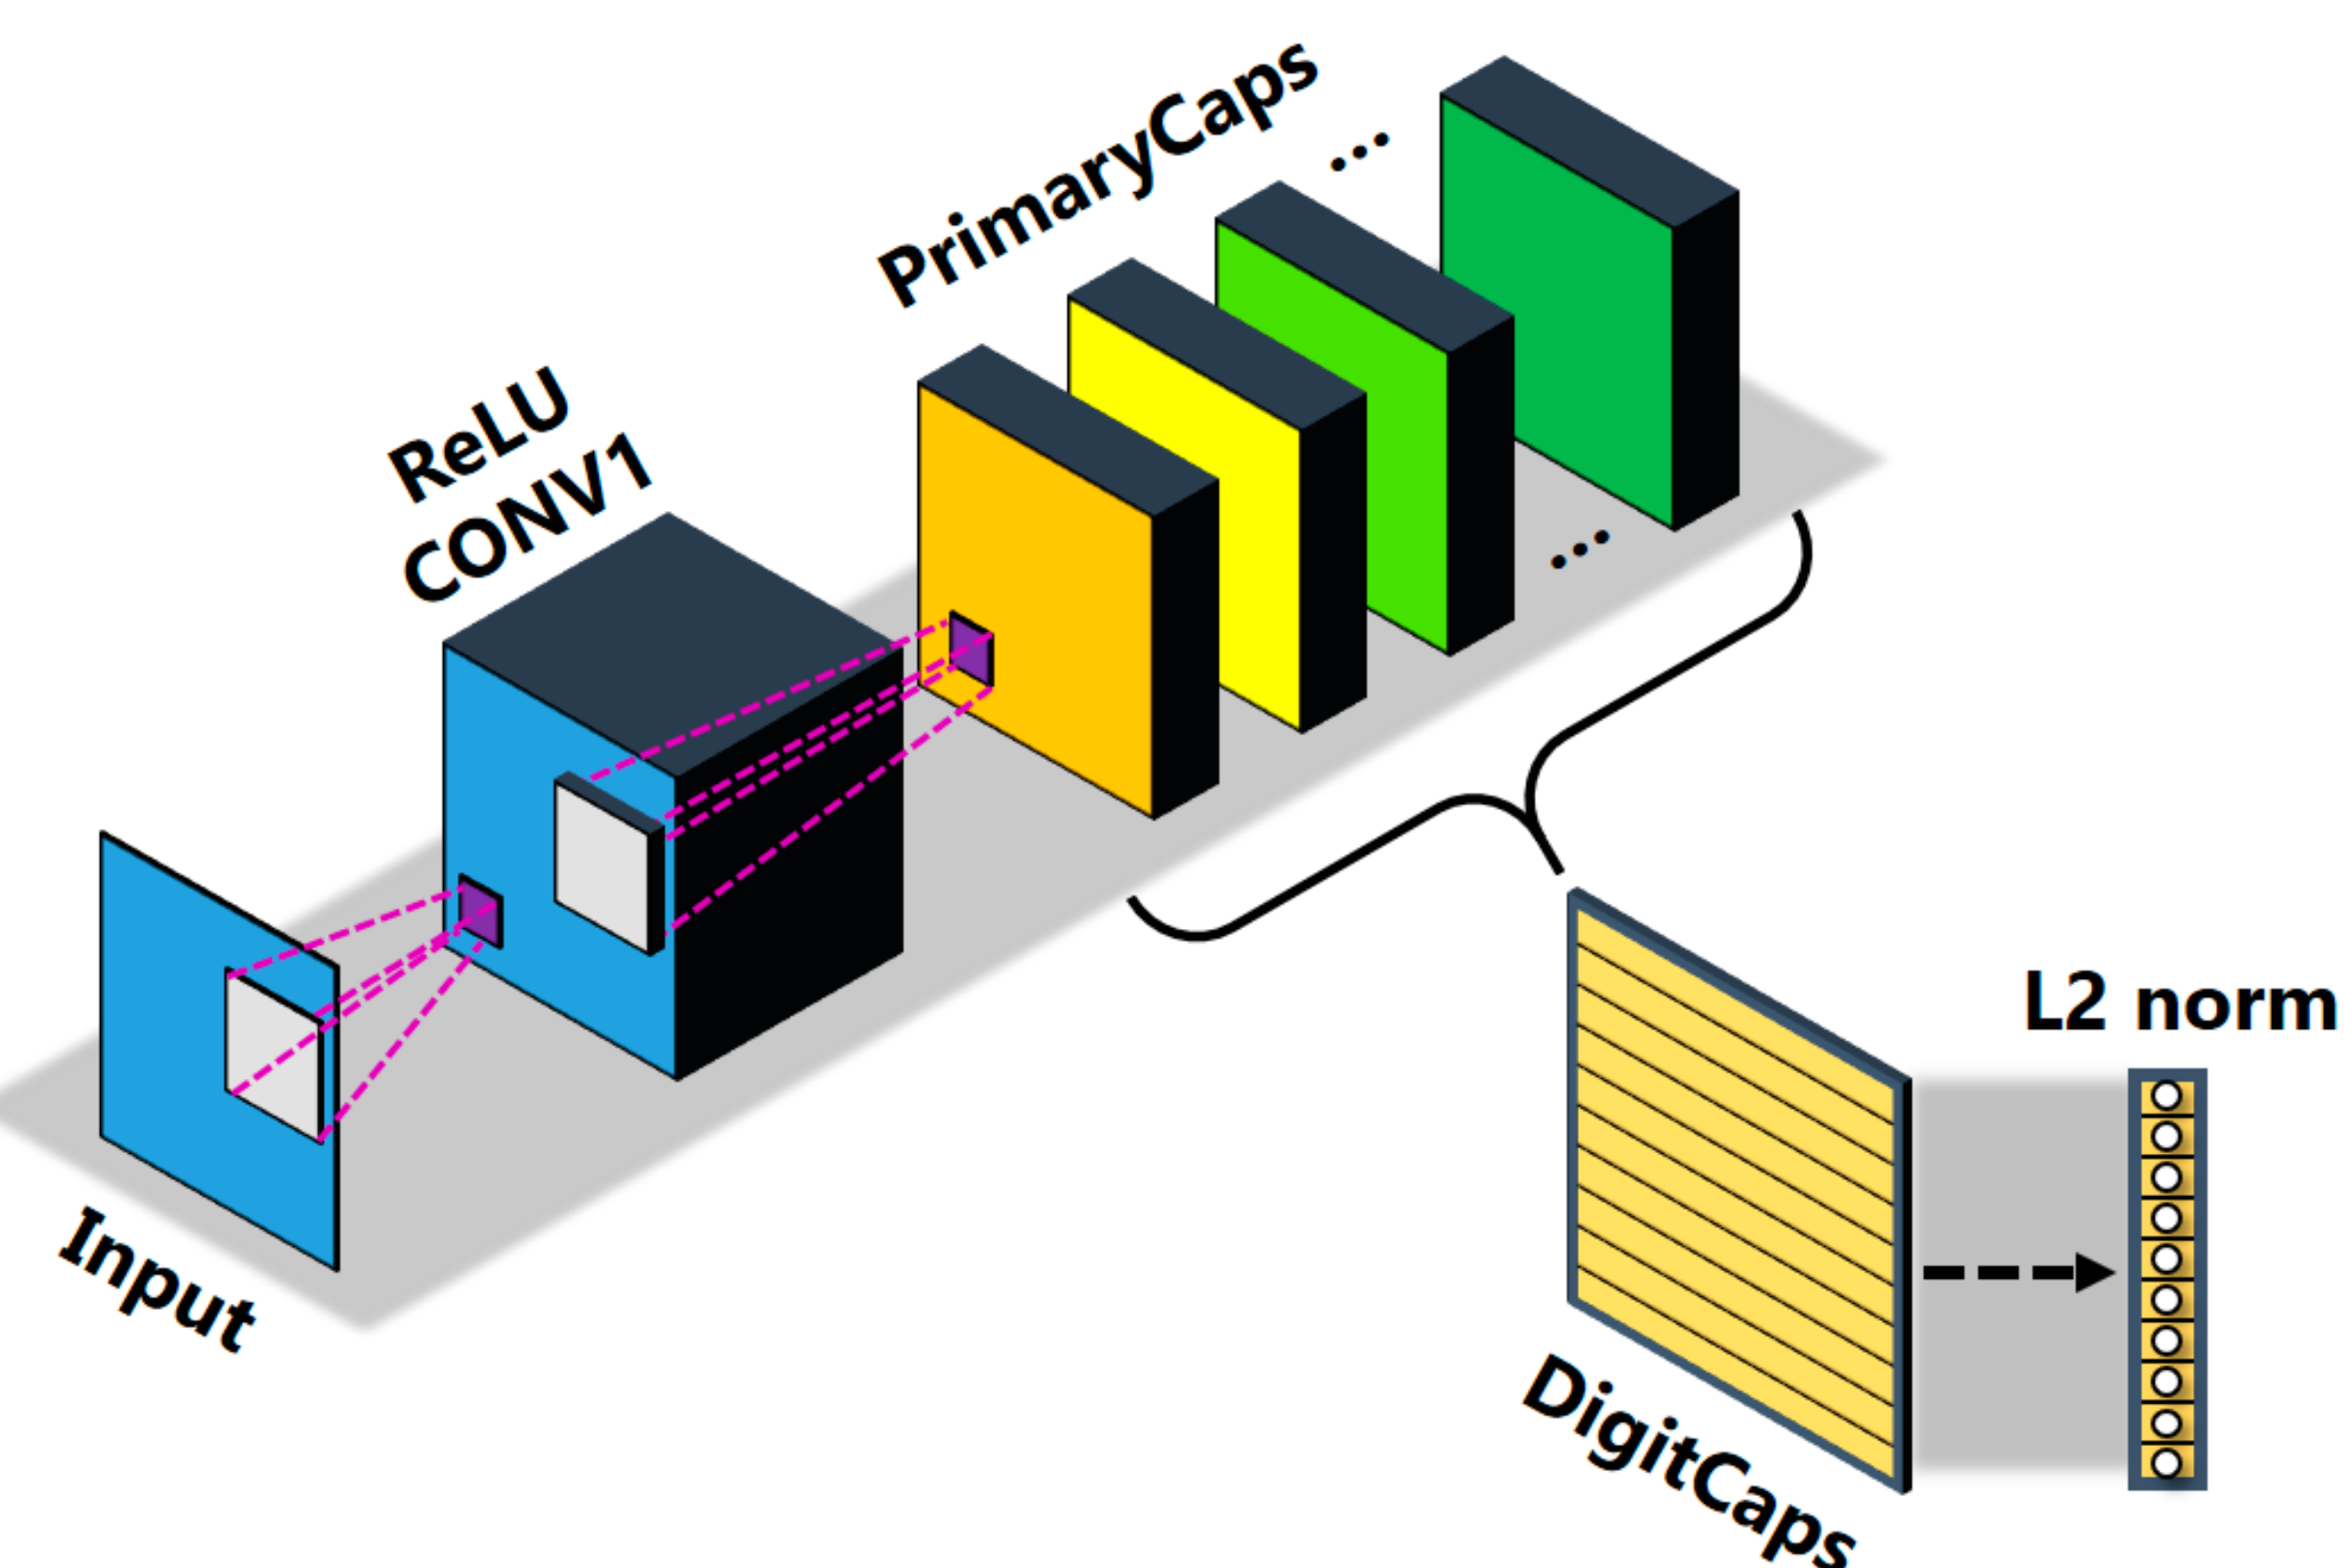 PrimaryCaps
...
ReLU
CONV1
...
L2 norm
Input
DigitCaps